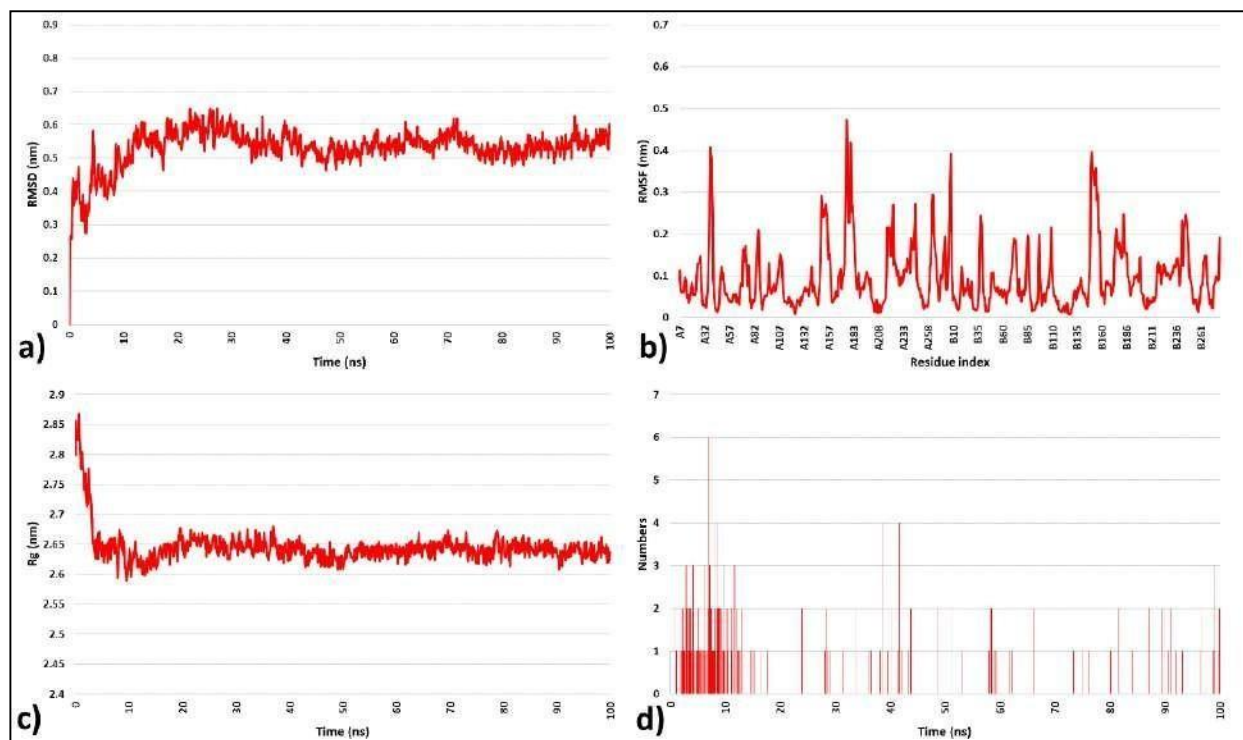 0.9
0.8
0.7
0.6
0.5
0.4
0.3
0.2
0.1
0
RMSD (nm)
0 10 20 30 40 50 60 70 80 90 100
Time (ns)
a)
0.7
0.6
0.5
0.4
0.3
0.2
0.1
0
RMSF (nm)
A7 A32 A57 A82 A107 A132 A157 A183 A208 A233 A258 B10 B35 B60 B85 B110 B135 B160 B186 B211 B236 B261
Residue index
b)
2.9
2.85
2.8
2.75
2.7
2.65
2.6
2.55
2.5
2.45
2.4
Rg (nm)
0 10 20 30 40 50 60 70 80 90 100
Time (ns)
c)
7
6
5
4
3
2
1
0
Numbers
0 10 20 30 40 50 60 70 80 90 100
Time (ns)
d)